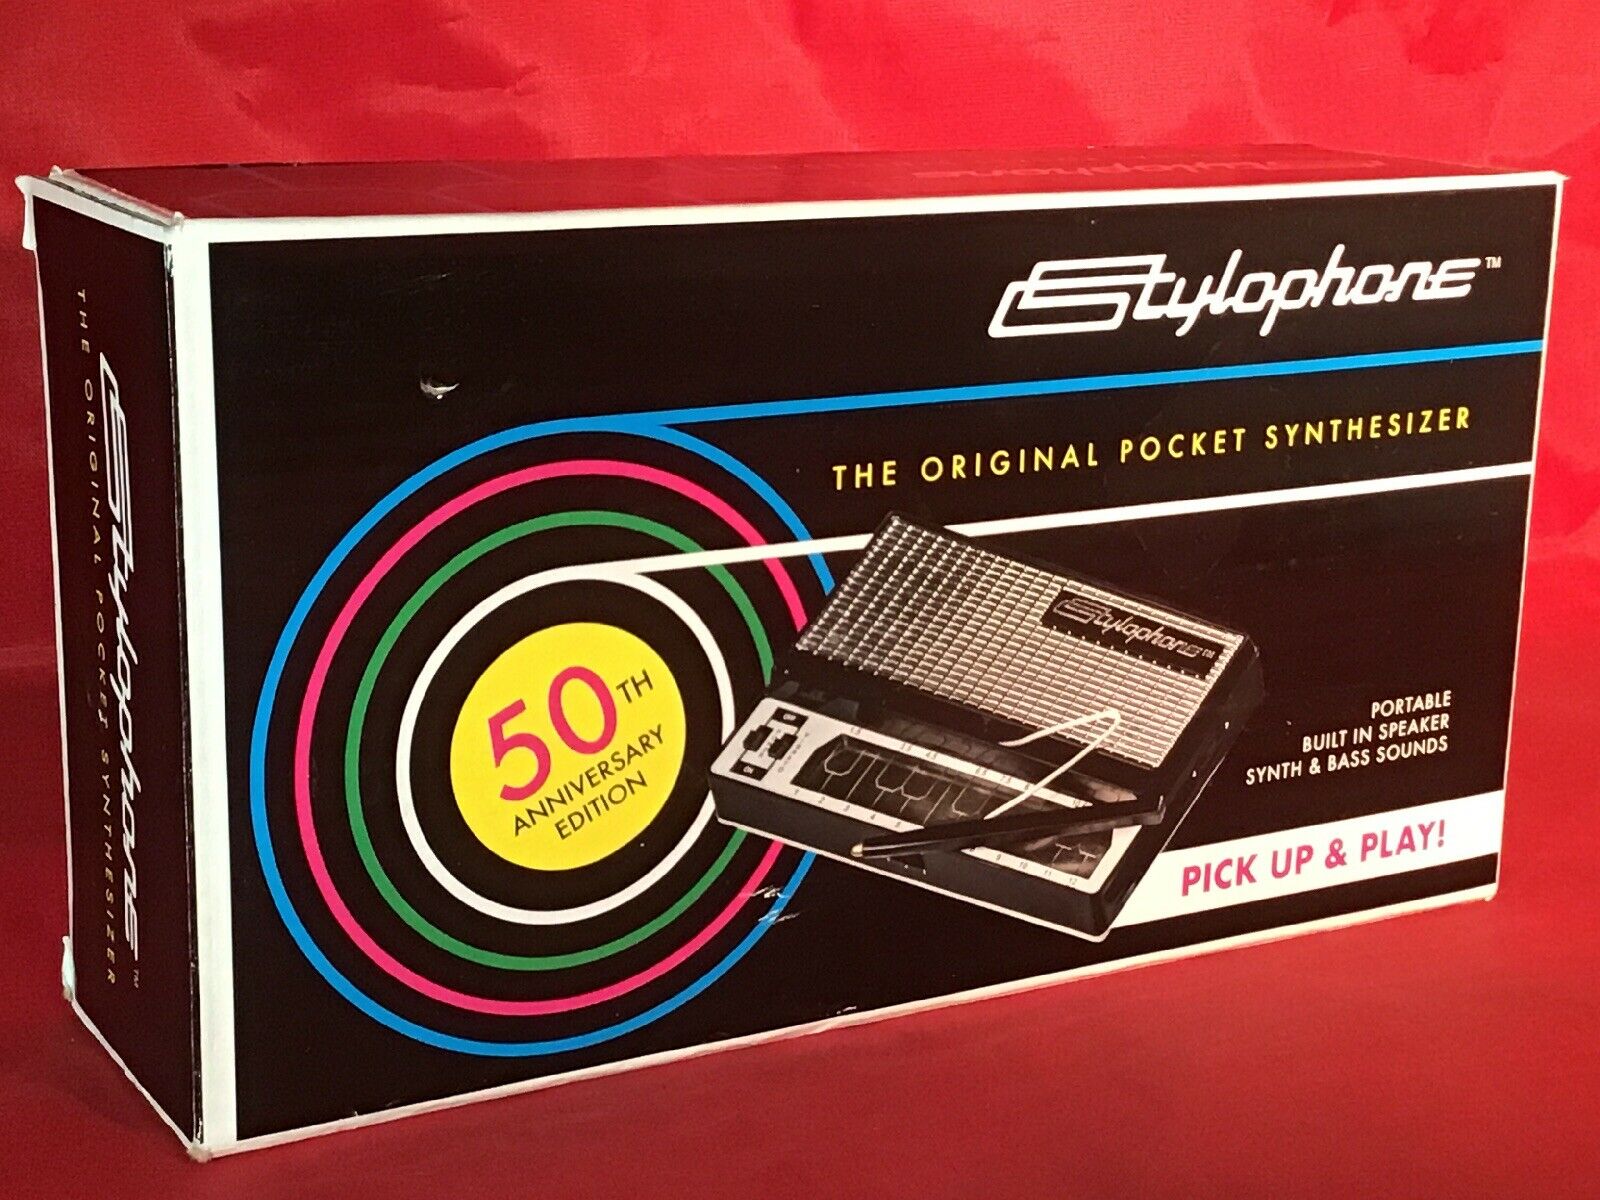 Stylophone
Stylophone™
THE ORIGINAL POCKET SYNTHESIZER
Stylophone™
THE ORIGINAL POCKET SYNTHESIZER
50TH
ANNIVERSARY
EDITION
Stylophone™
PORTABLE
BUILT IN SPEAKER
SYNTH & BASS SOUNDS
PICK UP & PLAY!